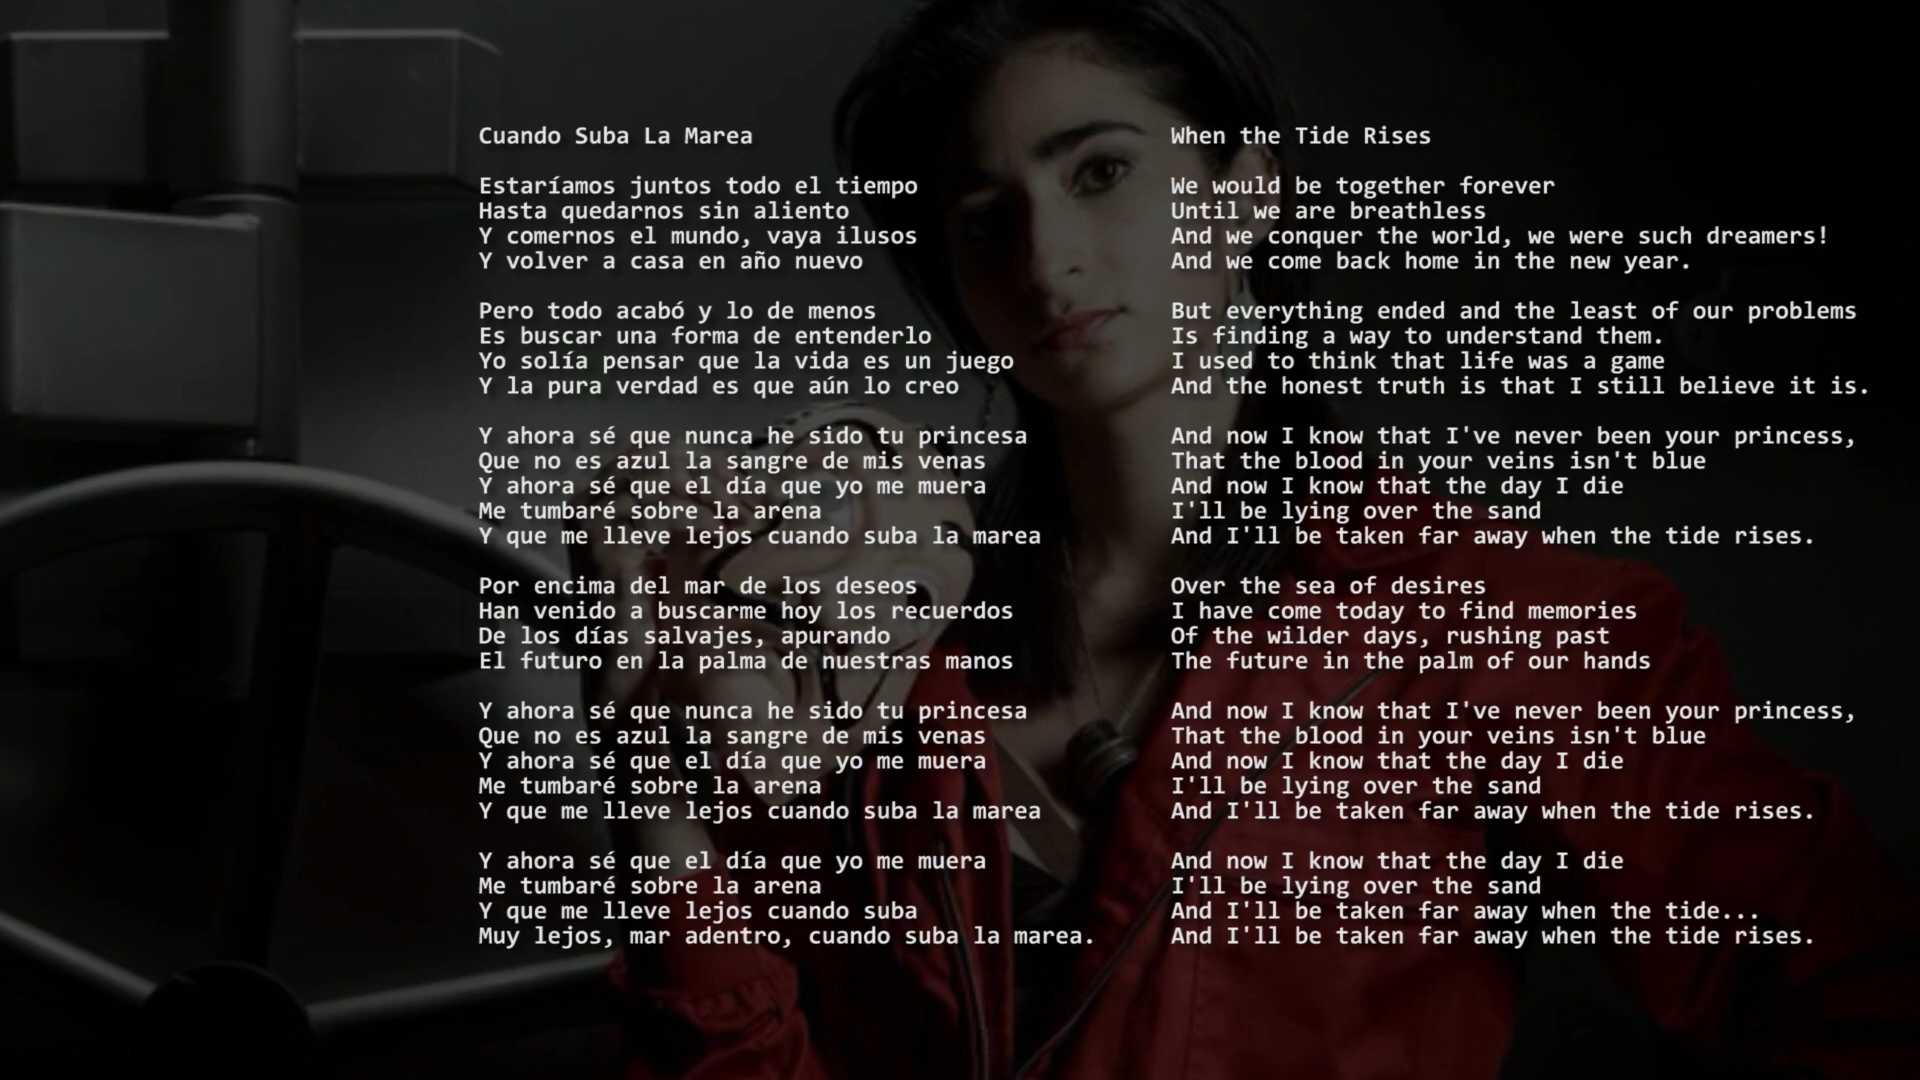 Cuando Suba La Marea
Estaríamos juntos todo el tiempo
Hasta quedarnos sin aliento
Y comernos el mundo, vaya ilusos
Y volver a casa en año nuevo
Pero todo acabó y lo de menos
Es buscar una forma de entenderlo
Yo solía pensar que la vida es un juego
Y la pura verdad es que aún lo creo
Y ahora sé que nunca he sido tu princesa
Que no es azul la sangre de mis venas
Y ahora sé que el día que yo me muera
Me tumbaré sobre la arena
Y que me lleve lejos cuando suba la marea
Por encima del mar de los deseos
Han venido a buscarme hoy los recuerdos
De los días salvajes, apurando
El futuro en la palma de nuestras manos
Y ahora sé que nunca he sido tu princesa
Que no es azul la sangre de mis venas
Y ahora sé que el día que yo me muera
Me tumbaré sobre la arena
Y que me lleve lejos cuando suba la marea
Y ahora sé que el día que yo me muera
Me tumbaré sobre la arena
Y que me lleve lejos cuando suba
Muy lejos, mar adentro, cuando suba la marea.
When the Tide Rises
We would be together forever
Until we are breathless
And we conquer the world, we were such dreamers!
And we come back home in the new year.
But everything ended and the least of our problems
Is finding a way to understand them.
I used to think that life was a game
And the honest truth is that I still believe it is.
And now I know that I've never been your princess,
That the blood in your veins isn't blue
And now I know that the day I die
I'll be lying over the sand
And I'll be taken far away when the tide rises.
Over the sea of desires
I have come today to find memories
Of the wilder days, rushing past
The future in the palm of our hands
And now I know that I've never been your princess,
That the blood in your veins isn't blue
And now I know that the day I die
I'll be lying over the sand
And I'll be taken far away when the tide rises.
And now I know that the day I die
I'll be lying over the sand
And I'll be taken far away when the tide...
And I'll be taken far away when the tide rises.